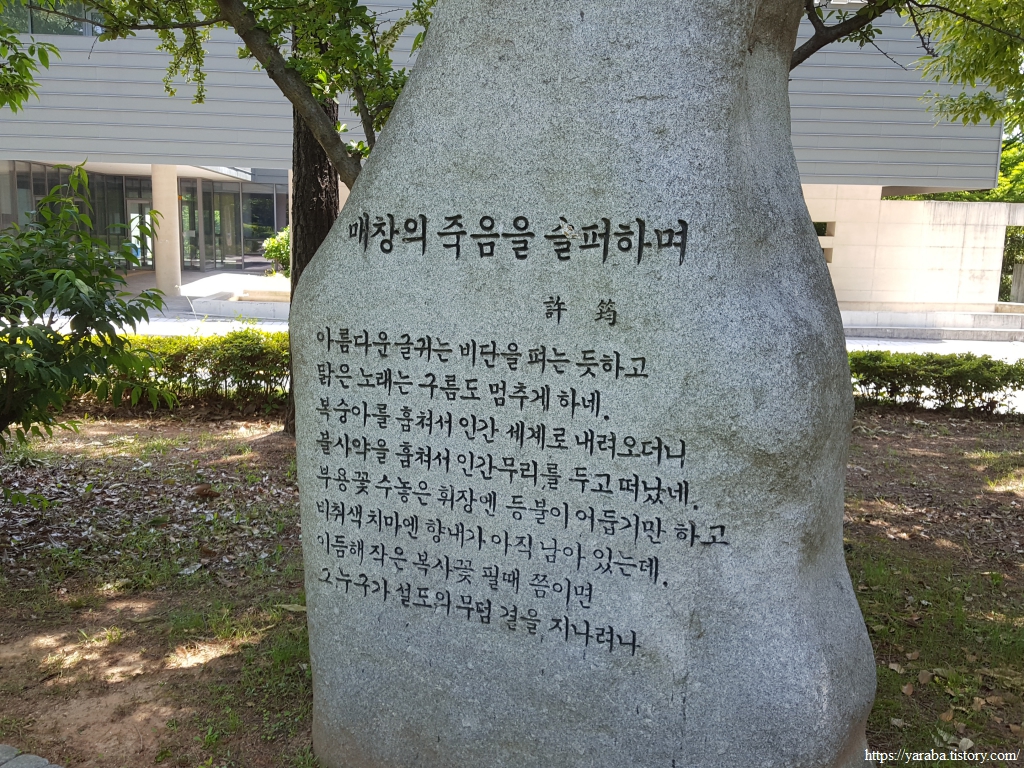 매창의 죽음을 슬퍼하며
許 筠
아름다운 글귀는 비단을 펴는 듯하고
맑은 노래는 구름도 멈추게 하네.
복숭아를 훔쳐서 인간 세계로 내려오더니
불사약을 훔쳐서 인간무리를 두고 떠났네.
부용꽃 수놓은 휘장엔 등불이 어둡기만 하고
비취색 치마엔 향내가 아직 남아 있는데.
이듬해 작은 복사꽃 필때 쯤이면
그누구가 설도의 무덤 곁을 지나려나
https://yaraba.tistory.com